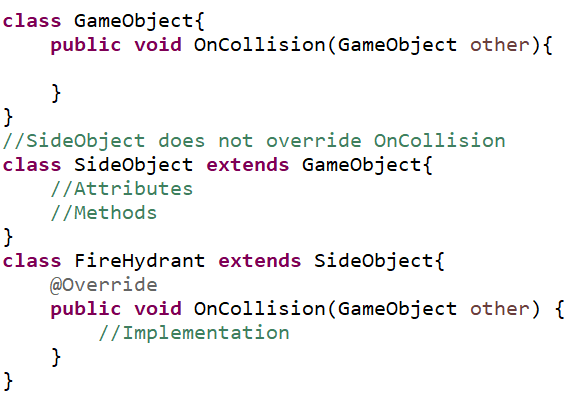 class GameObject{
    public void OnCollision(GameObject other){
    }
}
//SideObject does not override OnCollision
class SideObject extends GameObject{
    //Attributes
    //Methods
}
class FireHydrant extends SideObject{
    @Override
    public void OnCollision(GameObject other) {
        //Implementation
    }
}